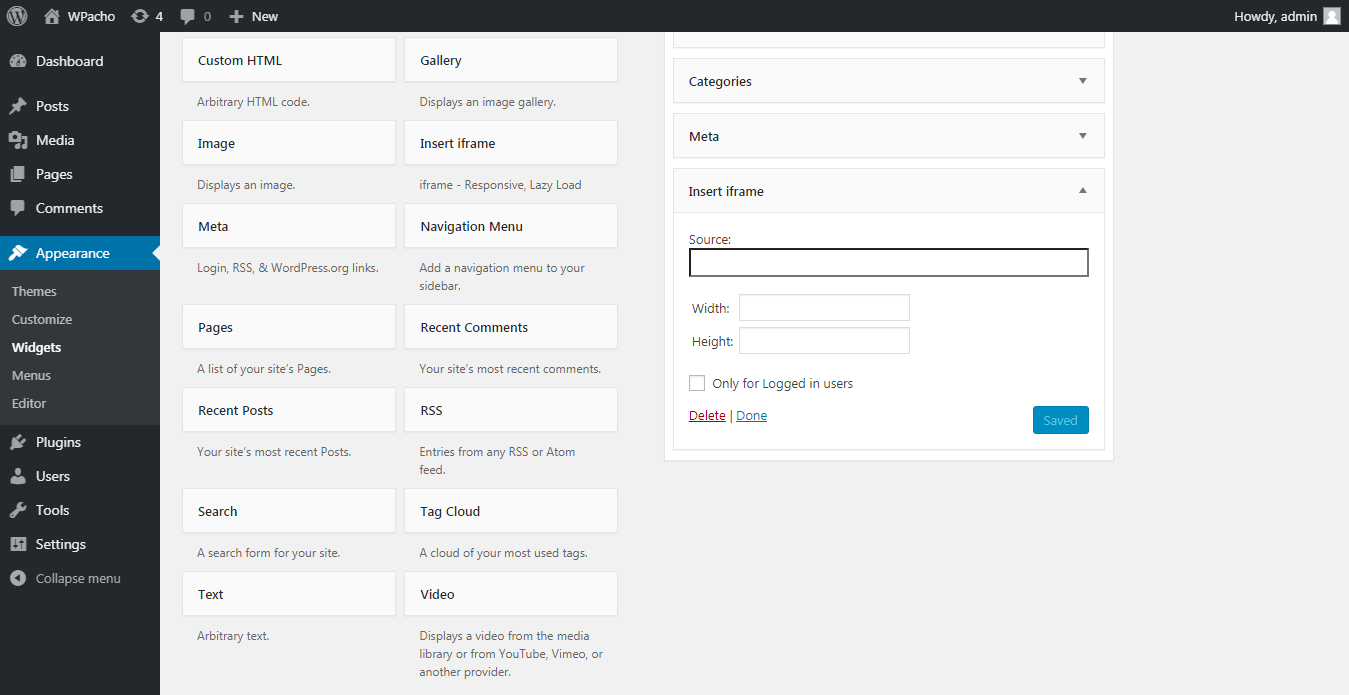 WPacho 4 0 New Howdy, admin
Dashboard
Posts
Media
Pages
Comments
Appearance
Themes
Customize
Widgets
Menus
Editor
Plugins
Users
Tools
Settings
Collapse menu
Custom HTML
Arbitrary HTML code.
Gallery
Displays an image gallery.
Image
Displays an image.
Insert iframe
iframe - Responsive, Lazy Load
Meta
Login, RSS, & WordPress.org links.
Navigation Menu
Add a navigation menu to your
sidebar.
Pages
A list of your site's Pages.
Recent Comments
Your site's most recent comments.
Recent Posts
Your site's most recent Posts.
RSS
Entries from any RSS or Atom
feed.
Search
A search form for your site.
Tag Cloud
A cloud of your most used tags.
Text
Arbitrary text.
Video
Displays a video from the media
library or from YouTube, Vimeo, or
another provider.
Categories
Meta
Insert iframe
Source:
Width:
Height:
Only for Logged in users
Delete | Done
Saved